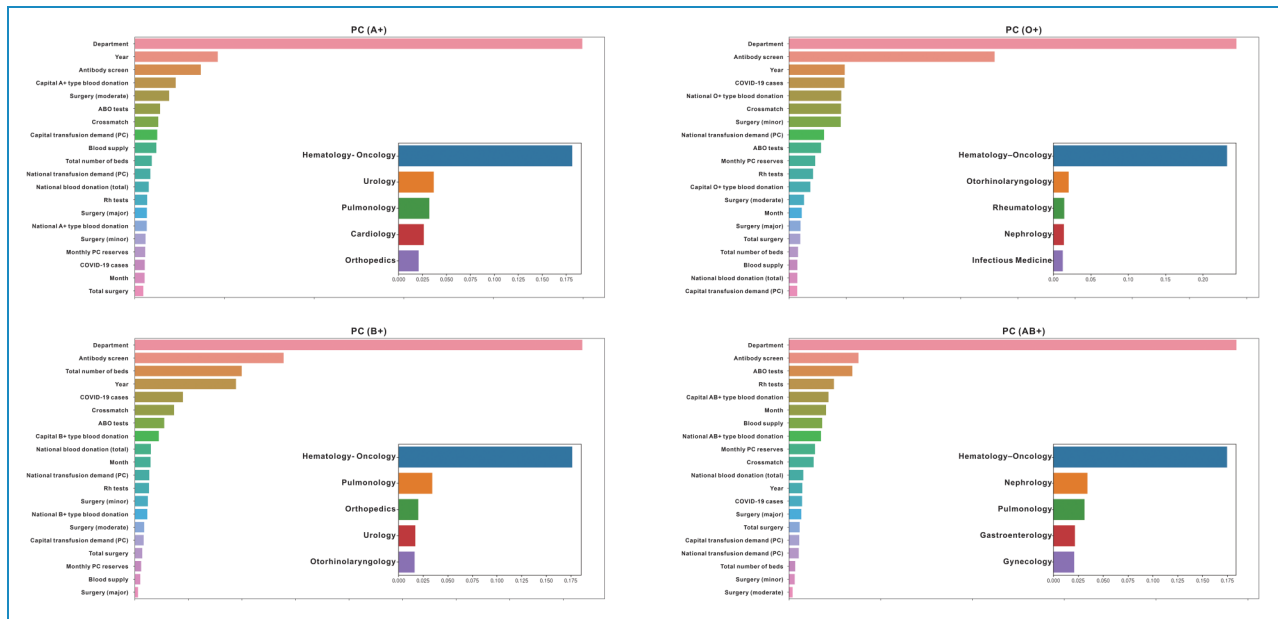 PC (A+)
Department
Year
Antibody screen
Capital A+ type blood donation
Surgery (moderate)
ABO tests
Crossmatch
Capital transfusion demand (PC)
Blood supply
Total number of beds
National transfusion demand (PC)
National blood donation (total)
Rh tests
Surgery (major)
National A+ type blood donation
Surgery (minor)
Monthly PC reserves
COVID-19 cases
Month
Total surgery
Hematology- Oncology
Urology
Pulmonology
Cardiology
Orthopedics
0.000 0.025 0.050 0.075 0.100 0.125 0.150 0.175
PC (O+)
Department
Antibody screen
Year
COVID-19 cases
National O+ type blood donation
Crossmatch
Surgery (minor)
National transfusion demand (PC)
ABO tests
Monthly PC reserves
Rh tests
Capital O+ type blood donation
Surgery (moderate)
Month
Surgery (major)
Total surgery
Total number of beds
Blood supply
National blood donation (total)
Capital transfusion demand (PC)
Hematology–Oncology
Otorhinolaryngology
Rheumatology
Nephrology
Infectious Medicine
0.00 0.05 0.10 0.15 0.20
PC (B+)
Department
Antibody screen
Total number of beds
Year
COVID-19 cases
Crossmatch
ABO tests
Capital B+ type blood donation
National blood donation (total)
Month
National transfusion demand (PC)
Rh tests
Surgery (minor)
National B+ type blood donation
Surgery (moderate)
Capital transfusion demand (PC)
Total surgery
Monthly PC reserves
Blood supply
Surgery (major)
Hematology- Oncology
Pulmonology
Orthopedics
Urology
Otorhinolaryngology
0.000 0.025 0.050 0.075 0.100 0.125 0.150 0.175
PC (AB+)
Department
Antibody screen
ABO tests
Rh tests
Capital AB+ type blood donation
Month
Blood supply
National AB+ type blood donation
Monthly PC reserves
Crossmatch
National blood donation (total)
Year
COVID-19 cases
Surgery (major)
Total surgery
Capital transfusion demand (PC)
National transfusion demand (PC)
Total number of beds
Surgery (minor)
Surgery (moderate)
Hematology–Oncology
Nephrology
Pulmonology
Gastroenterology
Gynecology
0.000 0.025 0.050 0.075 0.100 0.125 0.150 0.175